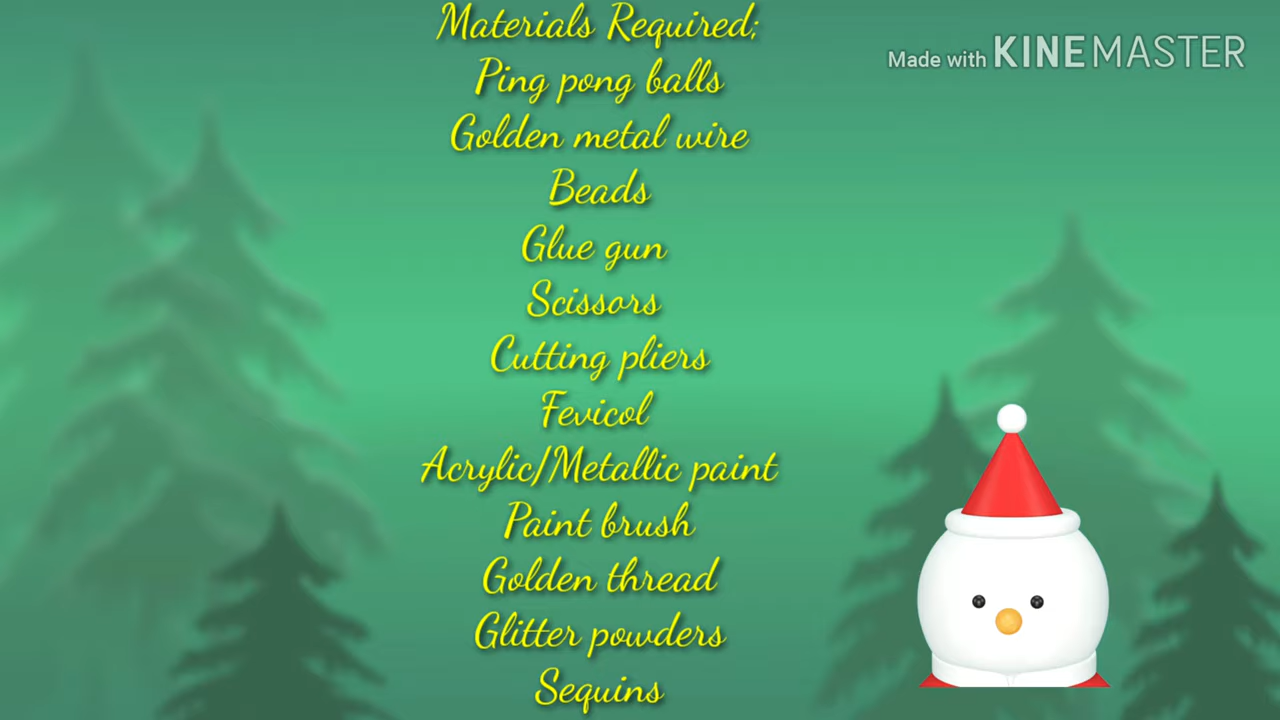 Materials Required;
Made with KINEMASTER
Ping pong balls
Golden metal wire
Beads
Glue gun
Scissors
Cutting pliers
Fevicol
Acrylic/Metallic paint
Paint brush
Golden thread
Glitter powders
Sequins